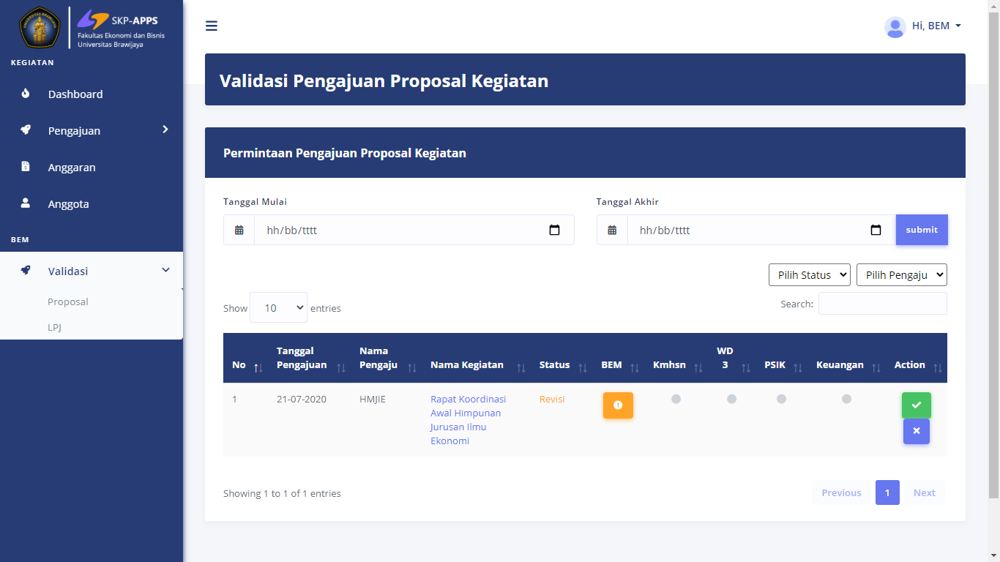 SKP-APPS
Fakultas Ekonomi dan Bisnis
Universitas Brawijaya
KEGIATAN
Dashboard
Pengajuan
Anggaran
Anggota
BEM
Validasi
Proposal
LPJ
Hi, BEM
Validasi Pengajuan Proposal Kegiatan
Permintaan Pengajuan Proposal Kegiatan
Tanggal Mulai
Tanggal Akhir
hh/bb/tttt
hh/bb/tttt
submit
Pilih Status
Pilih Pengaju
Show 10 entries
Search:
No
Tanggal
Pengajuan
Nama
Pengaju
Nama Kegiatan
Status
BEM
Kmhsn
WD
3
PSIK
Keuangan
Action
1
21-07-2020
HMJIE
Rapat Koordinasi
Awal Himpunan
Jurusan Ilmu
Ekonomi
Revisi
Showing 1 to 1 of 1 entries
Previous
1
Next